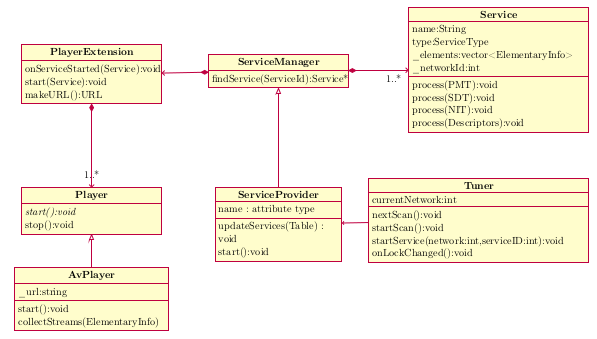 Service
name:String
type:ServiceType
_elements:vector<ElementaryInfo>
_networkId:int
process(PMT):void
process(SDT):void
process(NIT):void
process(Descriptors):void
PlayerExtension
onServiceStarted(Service):void
start(Service):void
makeURL():URL
ServiceManager
findService(ServiceId):Service*
1..*
1..*
Player
start():void
stop():void
ServiceProvider
name : attribute type
updateServices(Table) :
void
start():void
Tuner
currentNetwork:int
nextScan():void
startScan():void
startService(network:int,serviceID:int):void
onLockChanged():void
AvPlayer
_url:string
start():void
collectStreams(ElementaryInfo)